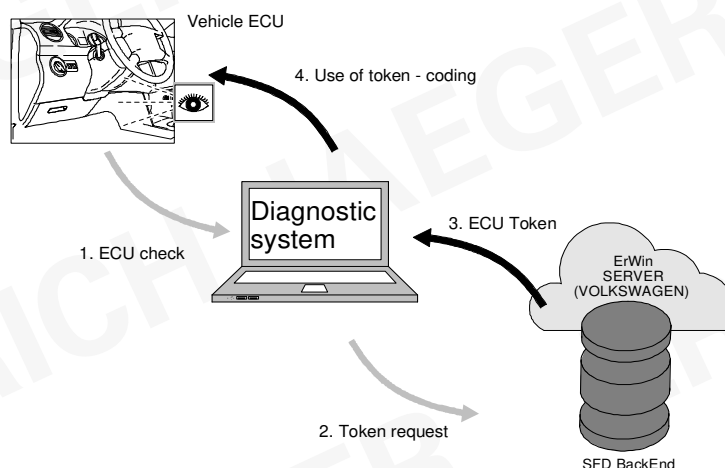 Vehicle ECU
4. Use of token - coding
Diagnostic
system
3. ECU Token
1. ECU check
ErWin
SERVER
(VOLKSWAGEN)
2. Token request
SFD BackEnd